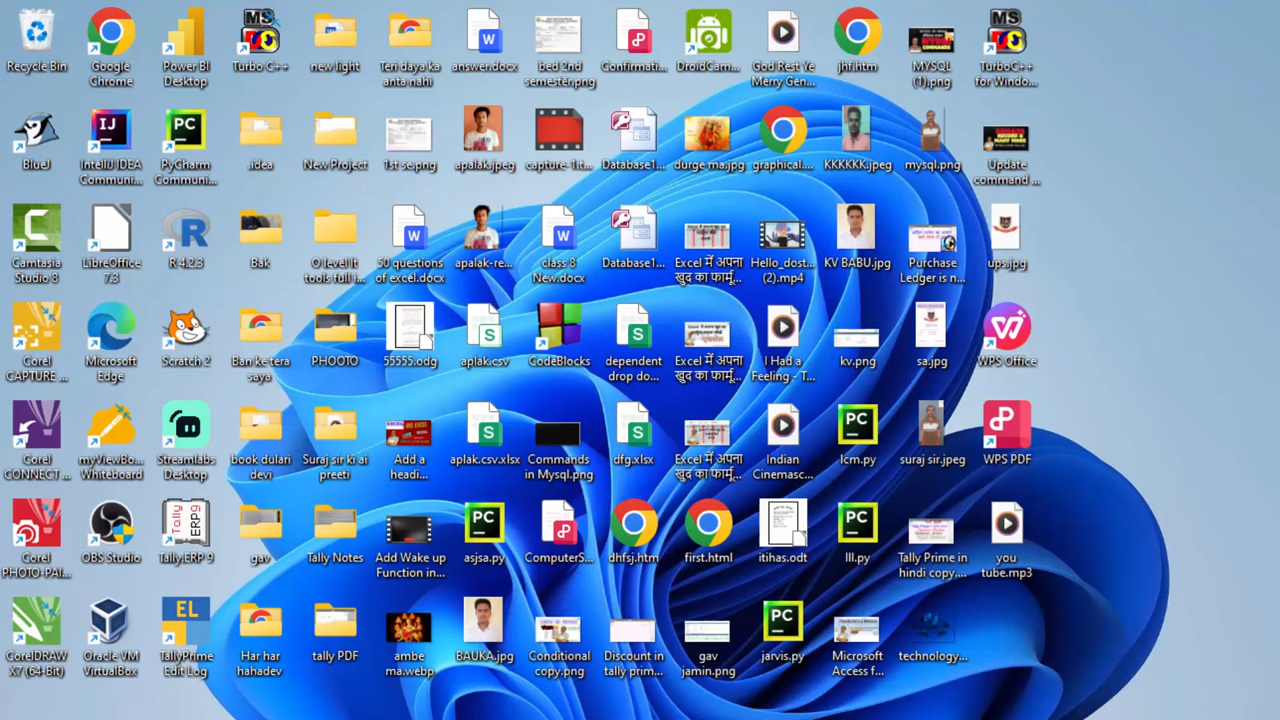 Recycle Bin
Google
Chrome
Power BI
Desktop
Turbo C++
new light
Teri daya ka
anta nahi
answer.docx
bed 2nd
semester.png
Confirmati...
DroidCam...
God Rest Ye
Merry Gen...
jhf.htm
MYSQL
(1).png
TurboC++
for Windo...
BlueJ
IntelliJ IDEA
Communi...
PyCharm
Communi...
.idea
New Project
1st se.png
apalak.jpeg
capture-1.t...
Database1...
durge ma.jpg
graphical....
KKKKKK.jpeg
mysql.png
Update
command ...
Camtasia
Studio 8
LibreOffice
7.3
R 4.2.3
Bak
O level it
tools full i...
50 questions
of excel.docx
apalak-re...
class 8
New.docx
Database1...
Excel में अपना
खुद का फार्मू...
Hello_dost...
(2).mp4
KV BABU.jpg
Purchase
Ledger is n...
ups.jpg
Corel
CAPTURE ...
Microsoft
Edge
Scratch 2
Ban ke tera
saya
PHOOTO
55555.odg
aplak.csv
CodeBlocks
dependent
drop do...
Excel में अपना
खुद का फार्मू...
I Had a
Feeling - T...
kv.png
sa.jpg
WPS Office
Corel
CONNECT ...
myViewBo...
Whiteboard
Streamlabs
Desktop
book dulari
devi
Suraj sir ki ai
preeti
Add a
headi...
aplak.csv.xlsx
Commands
in Mysql.png
dfg.xlsx
Excel में अपना
खुद का फार्मू...
Indian
Cinemasc...
lcm.py
suraj sir.jpeg
WPS PDF
Corel
PHOTO-PAI...
OBS Studio
Tally.ERP 9
gav
Tally Notes
Add Wake up
Function in...
asjsa.py
ComputerS...
dhfsj.htm
first.html
itihas.odt
lll.py
Tally Prime in
hindi copy....
you
tube.mp3
CorelDRAW
X7 (64-Bit)
Oracle VM
VirtualBox
TallyPrime
Edit Log
Har har
hahadev
tally PDF
ambe
ma.webp
BAUKA.jpg
Conditional
copy.png
Discount in
tally prim...
gav
jamin.png
jarvis.py
Microsoft
Access f...
technology...